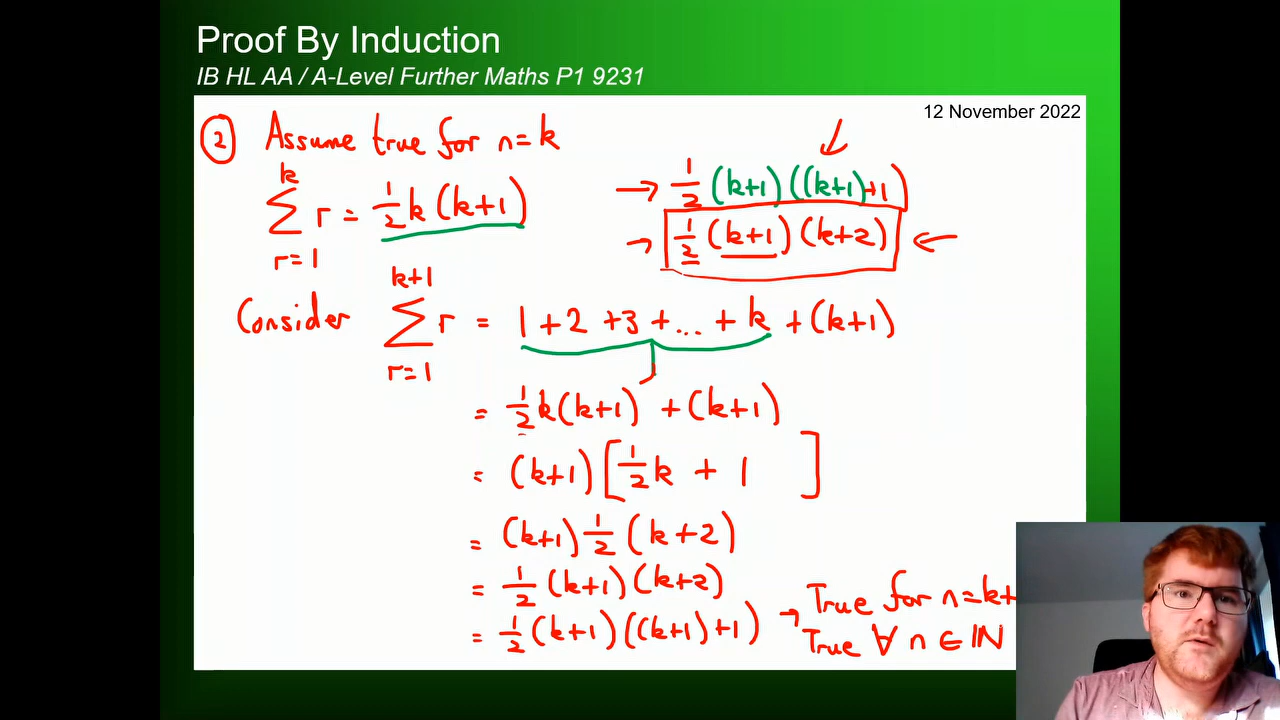 Proof By Induction
IB HL AA / A-Level Further Maths P1 9231
12 November 2022
② Assume true for n=k
k
∑ r = ½k(k+1)
r=1
→ ½(k+1)((k+1)+1)
→ ½(k+1)(k+2) ←
k+1
Consider ∑ r = 1+2+3+...+k+(k+1)
r=1
= ½k(k+1) + (k+1)
= (k+1)[½k + 1 ]
= (k+1)½(k+2)
= ½(k+1)(k+2)
= ½(k+1)((k+1)+1)
→ True for n=k+
True ∀ n ∈ ℕ